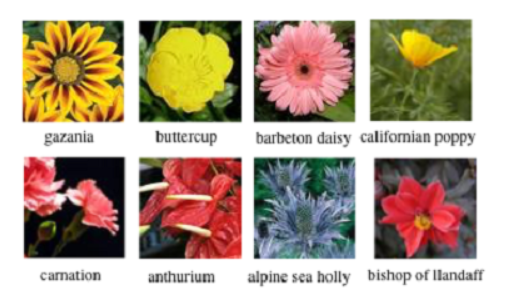 gazania buttercup barbeton daisy californian poppy
carnation anthurium alpine sea holly bishop of llandaff